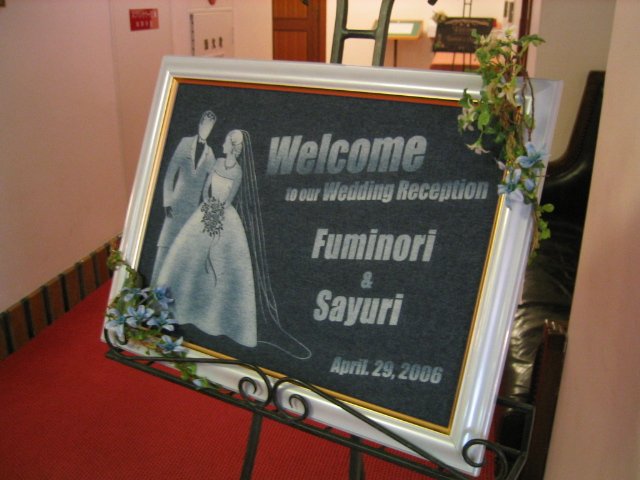 Welcome
to our Wedding Reception
Fuminori
&
Sayuri
April. 29, 2006